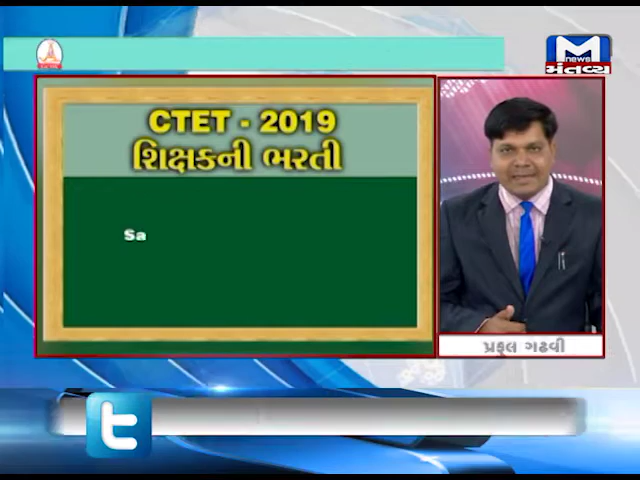 news
મંતવ્ય
CTET - 2019
શિક્ષકની ભરતી
Sa
પ્રફુલ ગઢવી